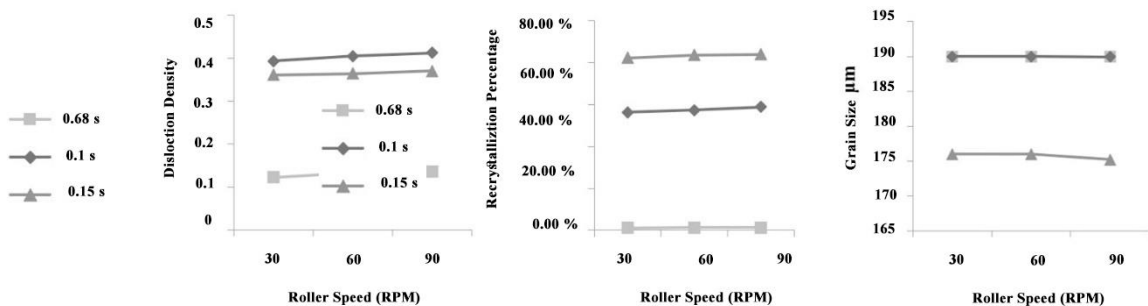 0.68 s
0.1 s
0.15 s
Disloction Density
0.5
0.4
0.3
0.2
0.1
0
0.68 s
0.1 s
0.15 s
30 60 90
Roller Speed (RPM)
Recrystalliztion Percentage
80.00 %
60.00 %
40.00 %
20.00 %
0.00 %
30 60 90
Roller Speed (RPM)
Grain Size μm
195
190
185
180
175
170
165
30 60 90
Roller Speed (RPM)